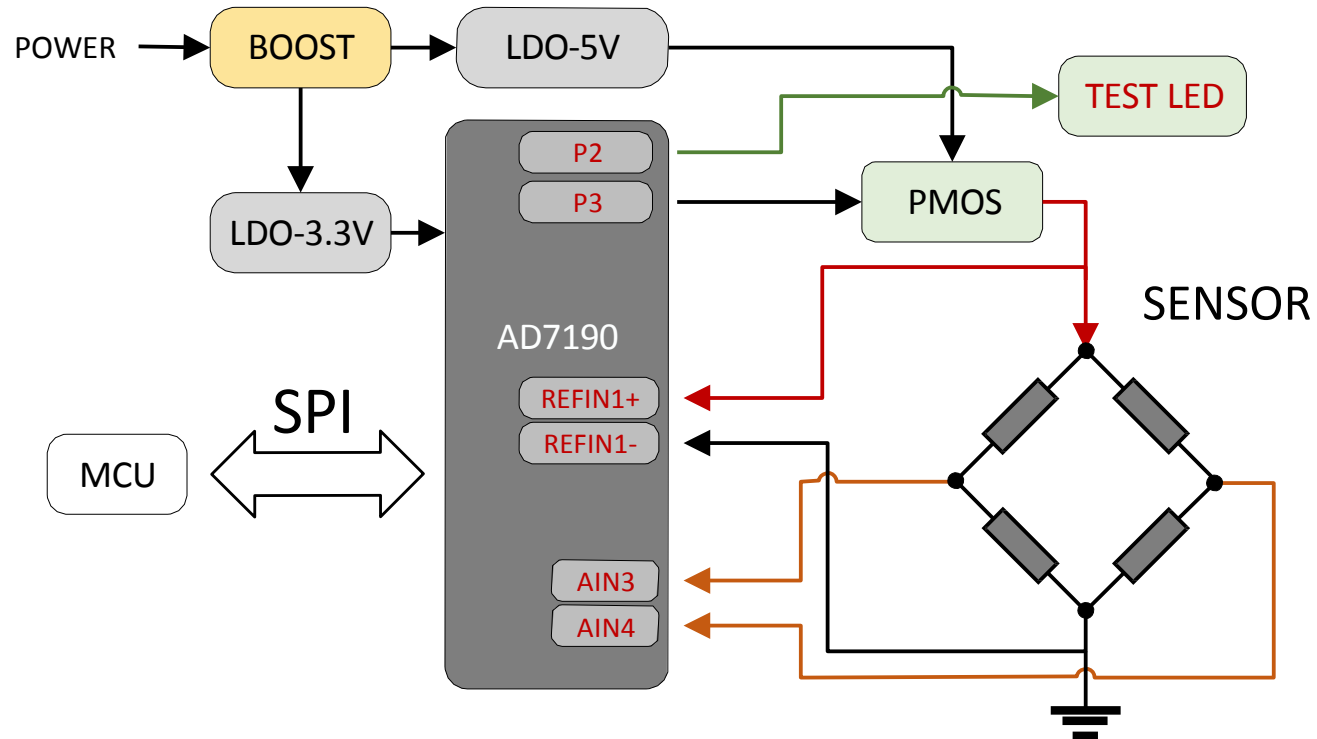 POWER
BOOST
LDO-5V
TEST LED
P2
P3
PMOS
LDO-3.3V
SENSOR
AD7190
SPI
REFIN1+
REFIN1-
MCU
AIN3
AIN4